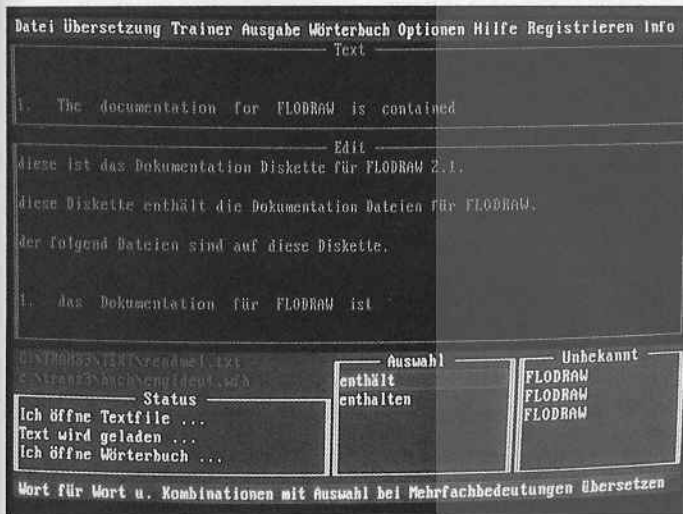 Datei Übersetzung Trainer Ausgabe Wörterbuch Optionen Hilfe Registrieren Info
Text
1. The documentation for FLODRAW is contained
Edit
diese ist das Dokumentation Diskette für FLODRAW 2.1.
diese Diskette enthält die Dokumentation Dateien für FLODRAW.
der folgend Dateien sind auf diese Diskette.
1. das Dokumentation für FLODRAW ist
Status
Ich öffne Textfile ...
Text wird geladen ...
Ich öffne Wörterbuch ...
Auswahl
enthält
enthalten
Unbekannt
FLODRAW
FLODRAW
FLODRAW
Wort für Wort u. Kombinationen mit Auswahl bei Mehrfachbedeutungen übersetzen